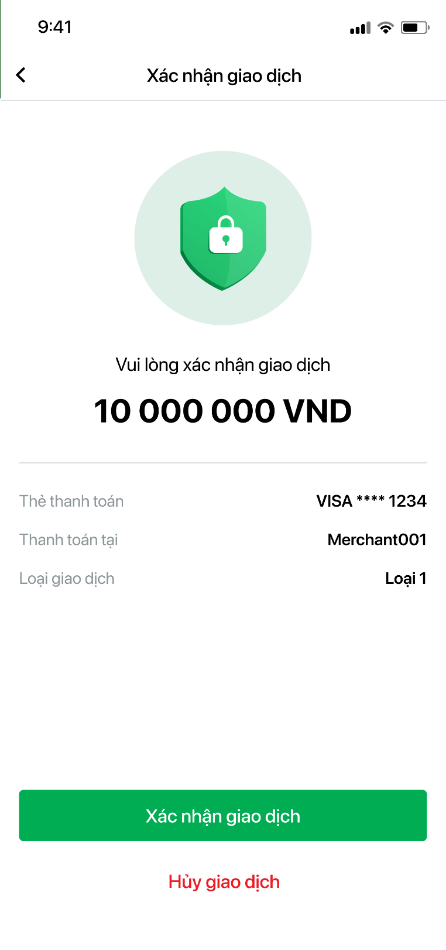 9:41
Xác nhận giao dịch
Vui lòng xác nhận giao dịch
10 000 000 VND
Thẻ thanh toán VISA **** 1234
Thanh toán tại Merchant001
Loại giao dịch Loại 1
Xác nhận giao dịch
Hủy giao dịch